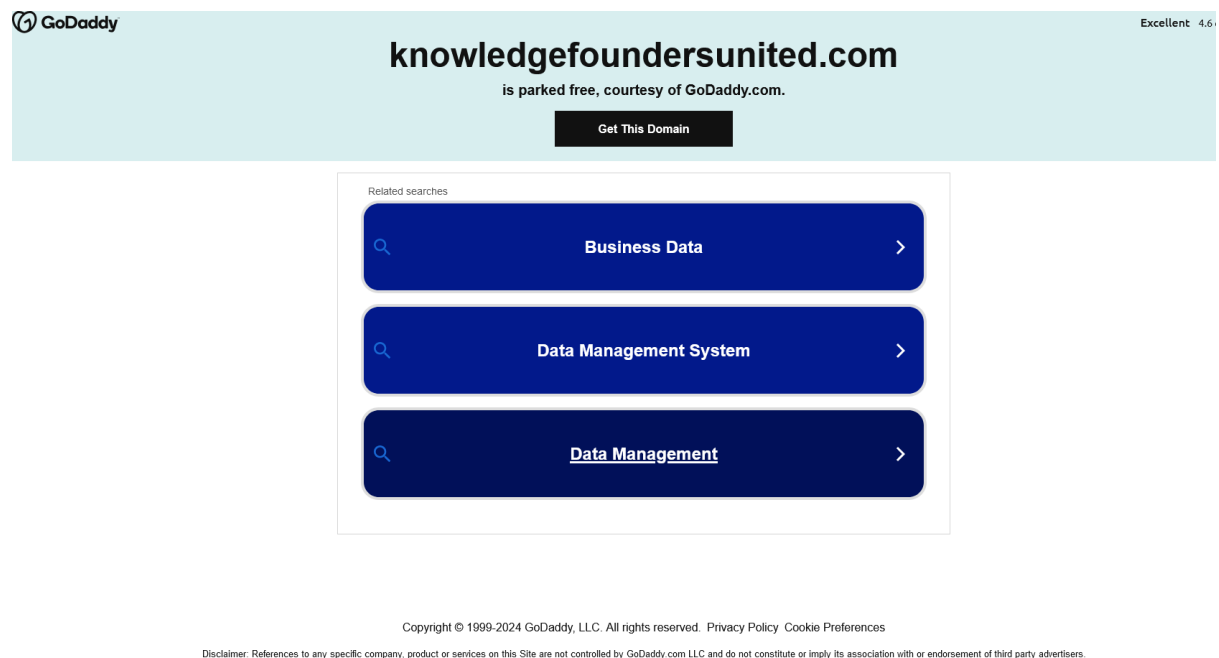 GoDaddy
Excellent 4.6
knowledgefoundersunited.com
is parked free, courtesy of GoDaddy.com.
Get This Domain
Related searches
Business Data
Data Management System
Data Management
Copyright © 1999-2024 GoDaddy, LLC. All rights reserved. Privacy Policy Cookie Preferences
Disclaimer: References to any specific company, product or services on this Site are not controlled by GoDaddy.com LLC and do not constitute or imply its association with or endorsement of third party advertisers.